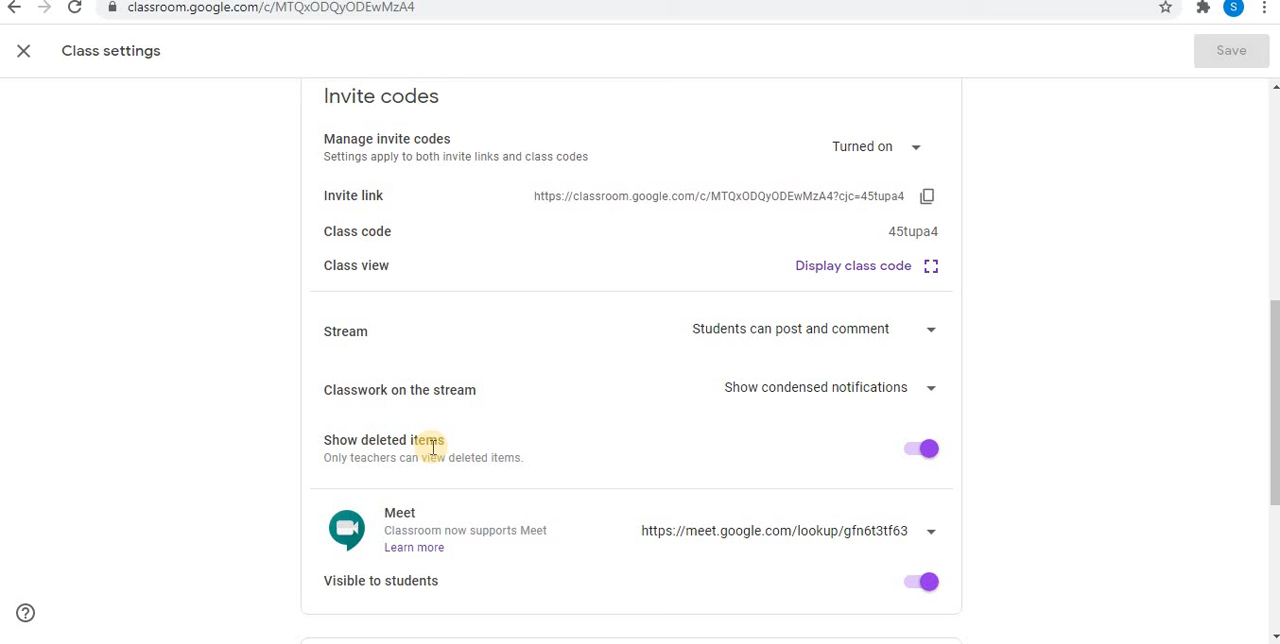 classroom.google.com/c/MTQxODQyODEwMzA4
S
Class settings
Save
Invite codes
Manage invite codes
Turned on
Settings apply to both invite links and class codes
Invite link
https://classroom.google.com/c/MTQxODQyODEwMzA4?cjc=45tupa4
Class code
45tupa4
Class view
Display class code
Stream
Students can post and comment
Classwork on the stream
Show condensed notifications
Show deleted items
Only teachers can view deleted items.
Meet
Classroom now supports Meet
https://meet.google.com/lookup/gfn6t3tf63
Learn more
Visible to students